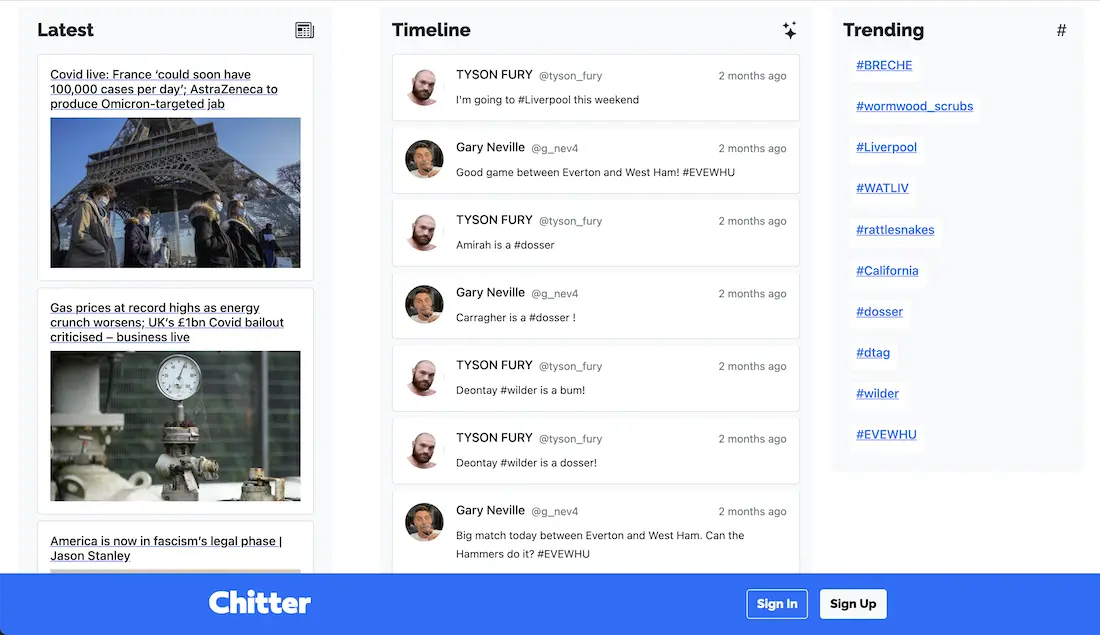 Latest
Covid live: France ‘could soon have
100,000 cases per day’; AstraZeneca to
produce Omicron-targeted jab
Gas prices at record highs as energy
crunch worsens; UK’s £1bn Covid bailout
criticised – business live
America is now in fascism’s legal phase |
Jason Stanley
Timeline
TYSON FURY @tyson_fury 2 months ago
I'm going to #Liverpool this weekend
Gary Neville @g_nev4 2 months ago
Good game between Everton and West Ham! #EVEWHU
TYSON FURY @tyson_fury 2 months ago
Amirah is a #dosser
Gary Neville @g_nev4 2 months ago
Carragher is a #dosser !
TYSON FURY @tyson_fury 2 months ago
Deontay #wilder is a bum!
TYSON FURY @tyson_fury 2 months ago
Deontay #wilder is a dosser!
Gary Neville @g_nev4 2 months ago
Big match today between Everton and West Ham. Can the
Hammers do it? #EVEWHU
Trending #
#BRECHE
#wormwood_scrubs
#Liverpool
#WATLIV
#rattlesnakes
#California
#dosser
#dtag
#wilder
#EVEWHU
Chitter
Sign In
Sign Up